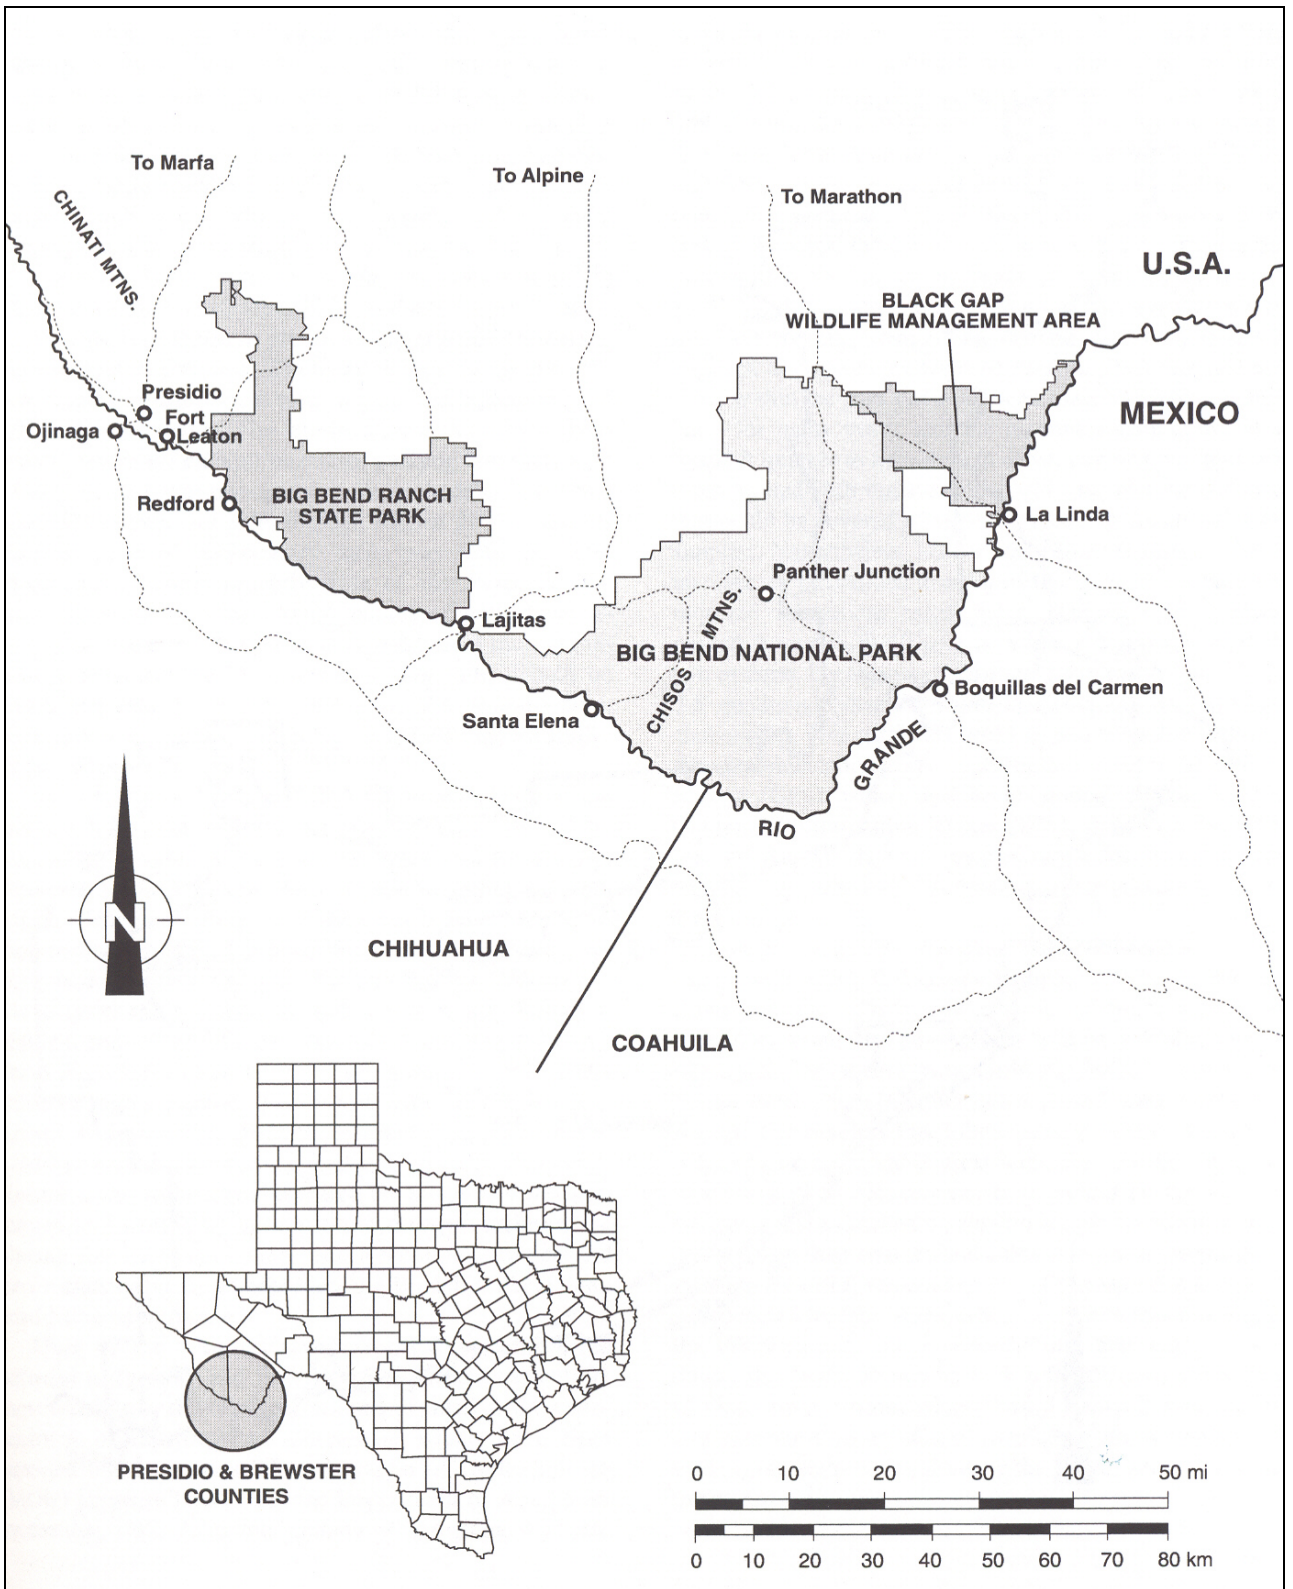 To Marfa
To Alpine
To Marathon
CHINATI MTNS.
U.S.A.
BLACK GAP
WILDLIFE MANAGEMENT AREA
MEXICO
Presidio
Fort
Leaton
Ojinaga
Redford
BIG BEND RANCH
STATE PARK
La Linda
Panther Junction
Lajitas
CHISOS MTNS.
BIG BEND NATIONAL PARK
Boquillas del Carmen
Santa Elena
RIO GRANDE
N
CHIHUAHUA
COAHUILA
PRESIDIO & BREWSTER
COUNTIES
0 10 20 30 40 50 mi
0 10 20 30 40 50 60 70 80 km